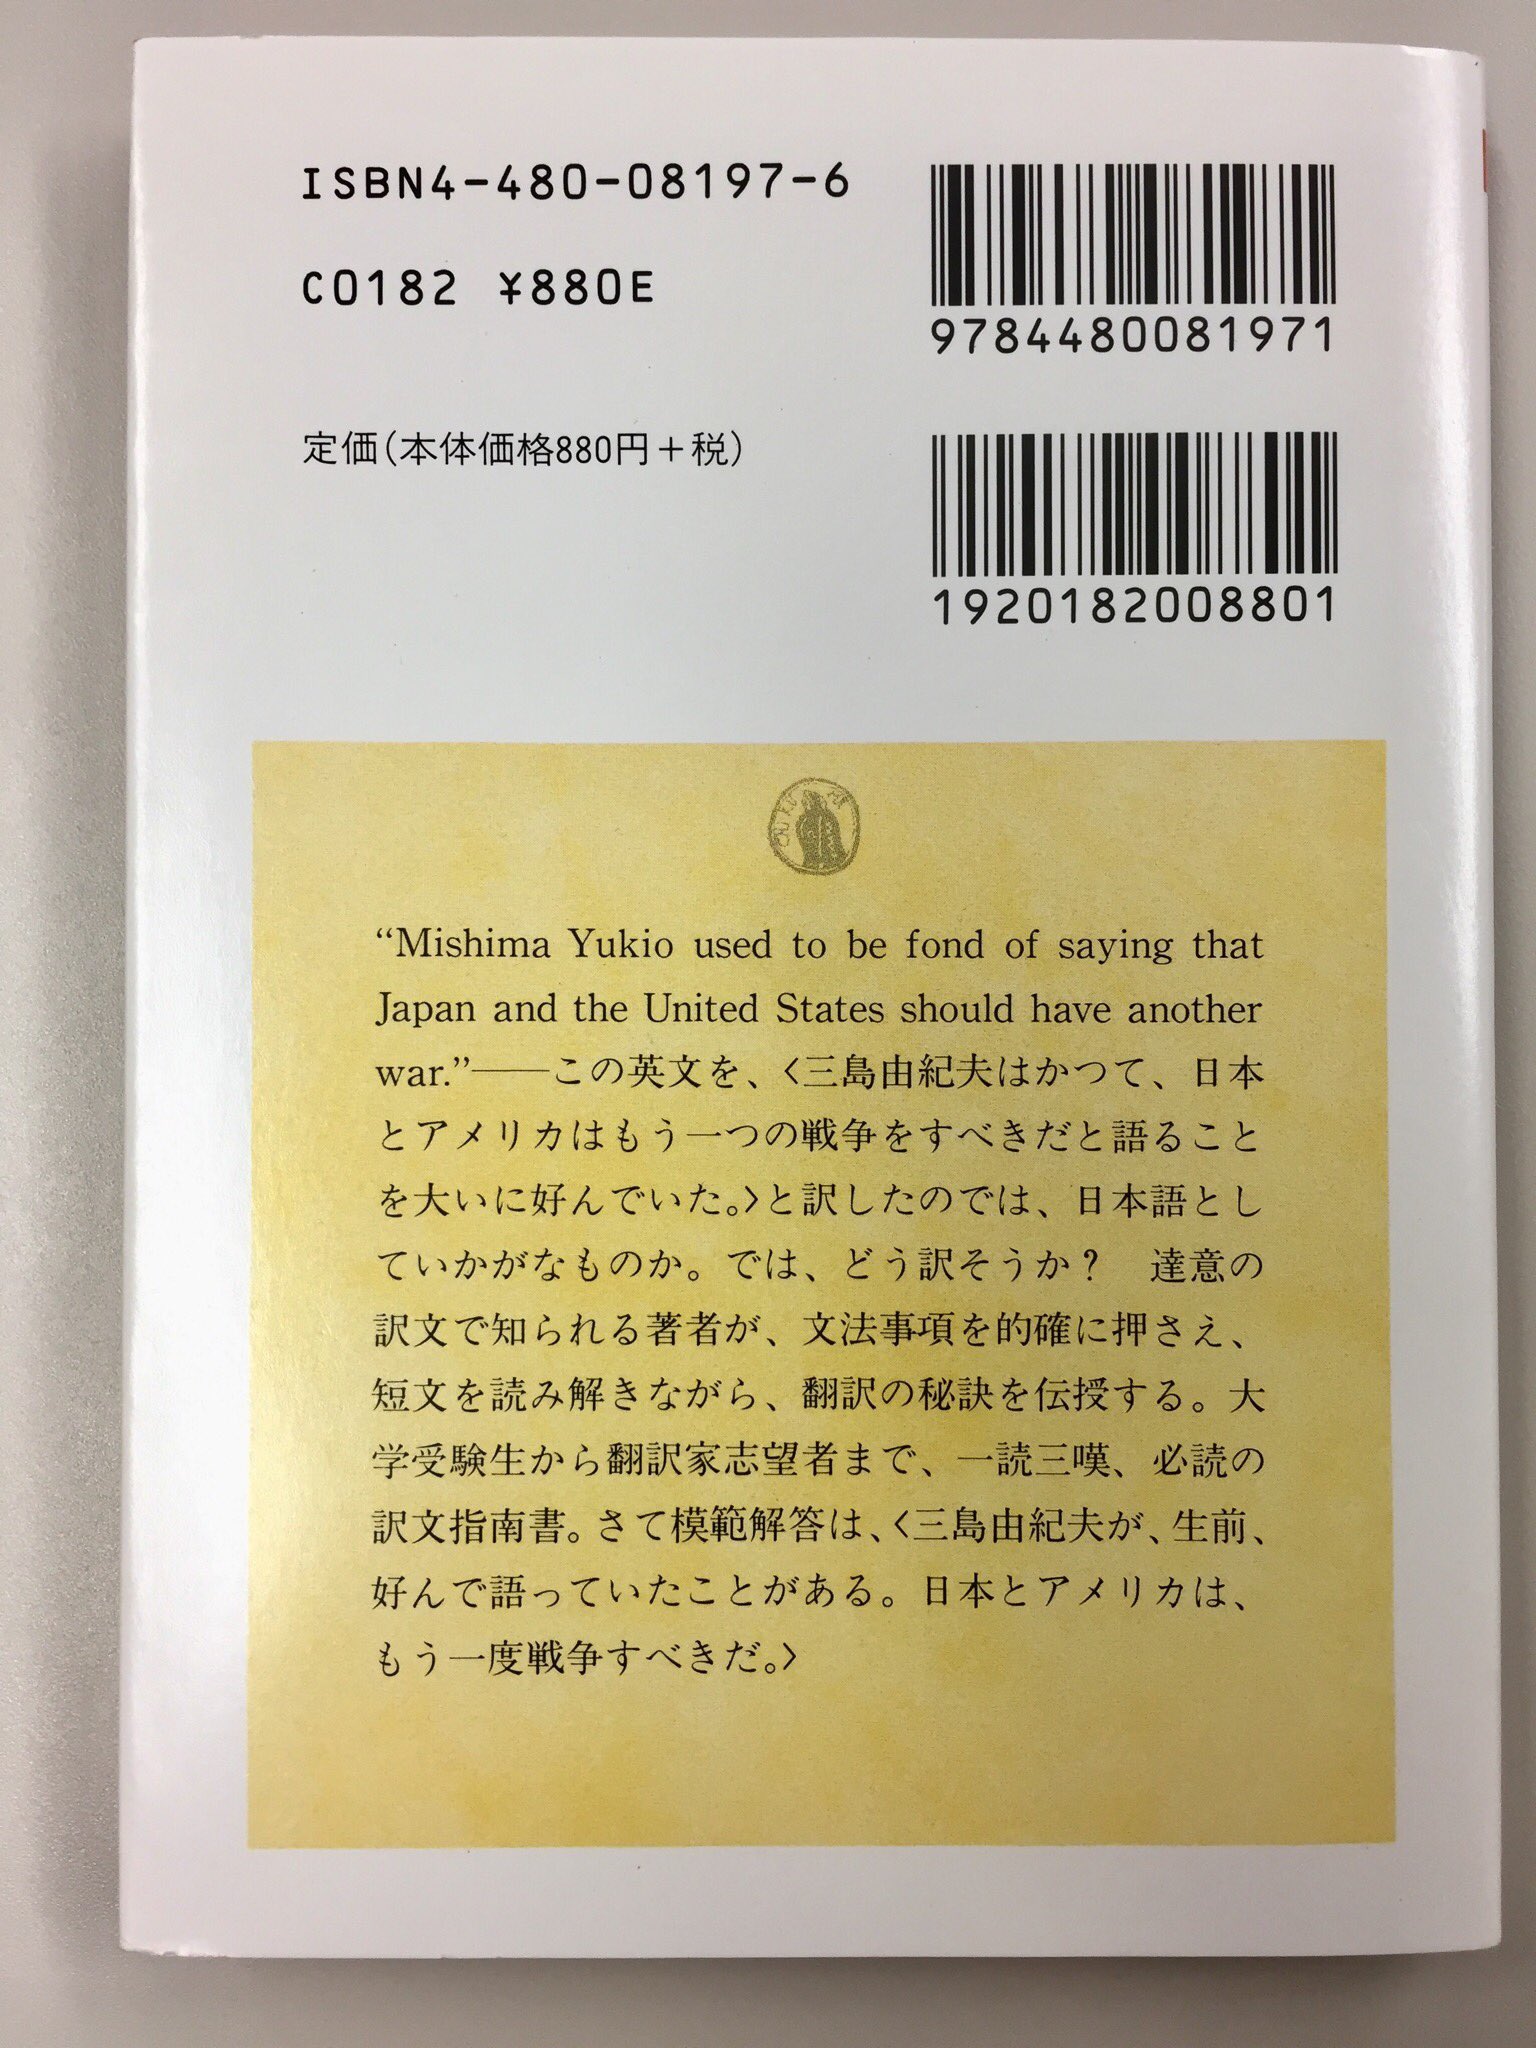 ISBN4-480-08197-6
C0182 ¥880E
定価(本体価格880円＋税)
9784480081971
1920182008801
“Mishima Yukio used to be fond of saying that
Japan and the United States should have another
war.”――この英文を、〈三島由紀夫はかつて、日本
とアメリカはもう一つの戦争をすべきだと語ること
を大いに好んでいた。〉と訳したのでは、日本語とし
ていかがなものか。では、どう訳そうか？　達意の
訳文で知られる著者が、文法事項を的確に押さえ、
短文を読み解きながら、翻訳の秘訣を伝授する。大
学受験生から翻訳家志望者まで、一読三嘆、必読の
訳文指南書。さて模範解答は、〈三島由紀夫が、生前、
好んで語っていたことがある。日本とアメリカは、
もう一度戦争すべきだ。〉